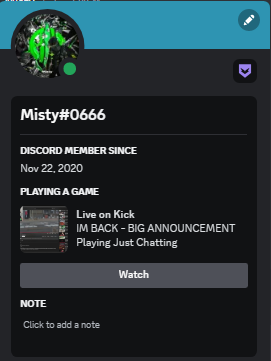 Misty#0666
DISCORD MEMBER SINCE
Nov 22, 2020
PLAYING A GAME
Live on Kick
IM BACK - BIG ANNOUNCEMENT
Playing Just Chatting
Watch
NOTE
Click to add a note